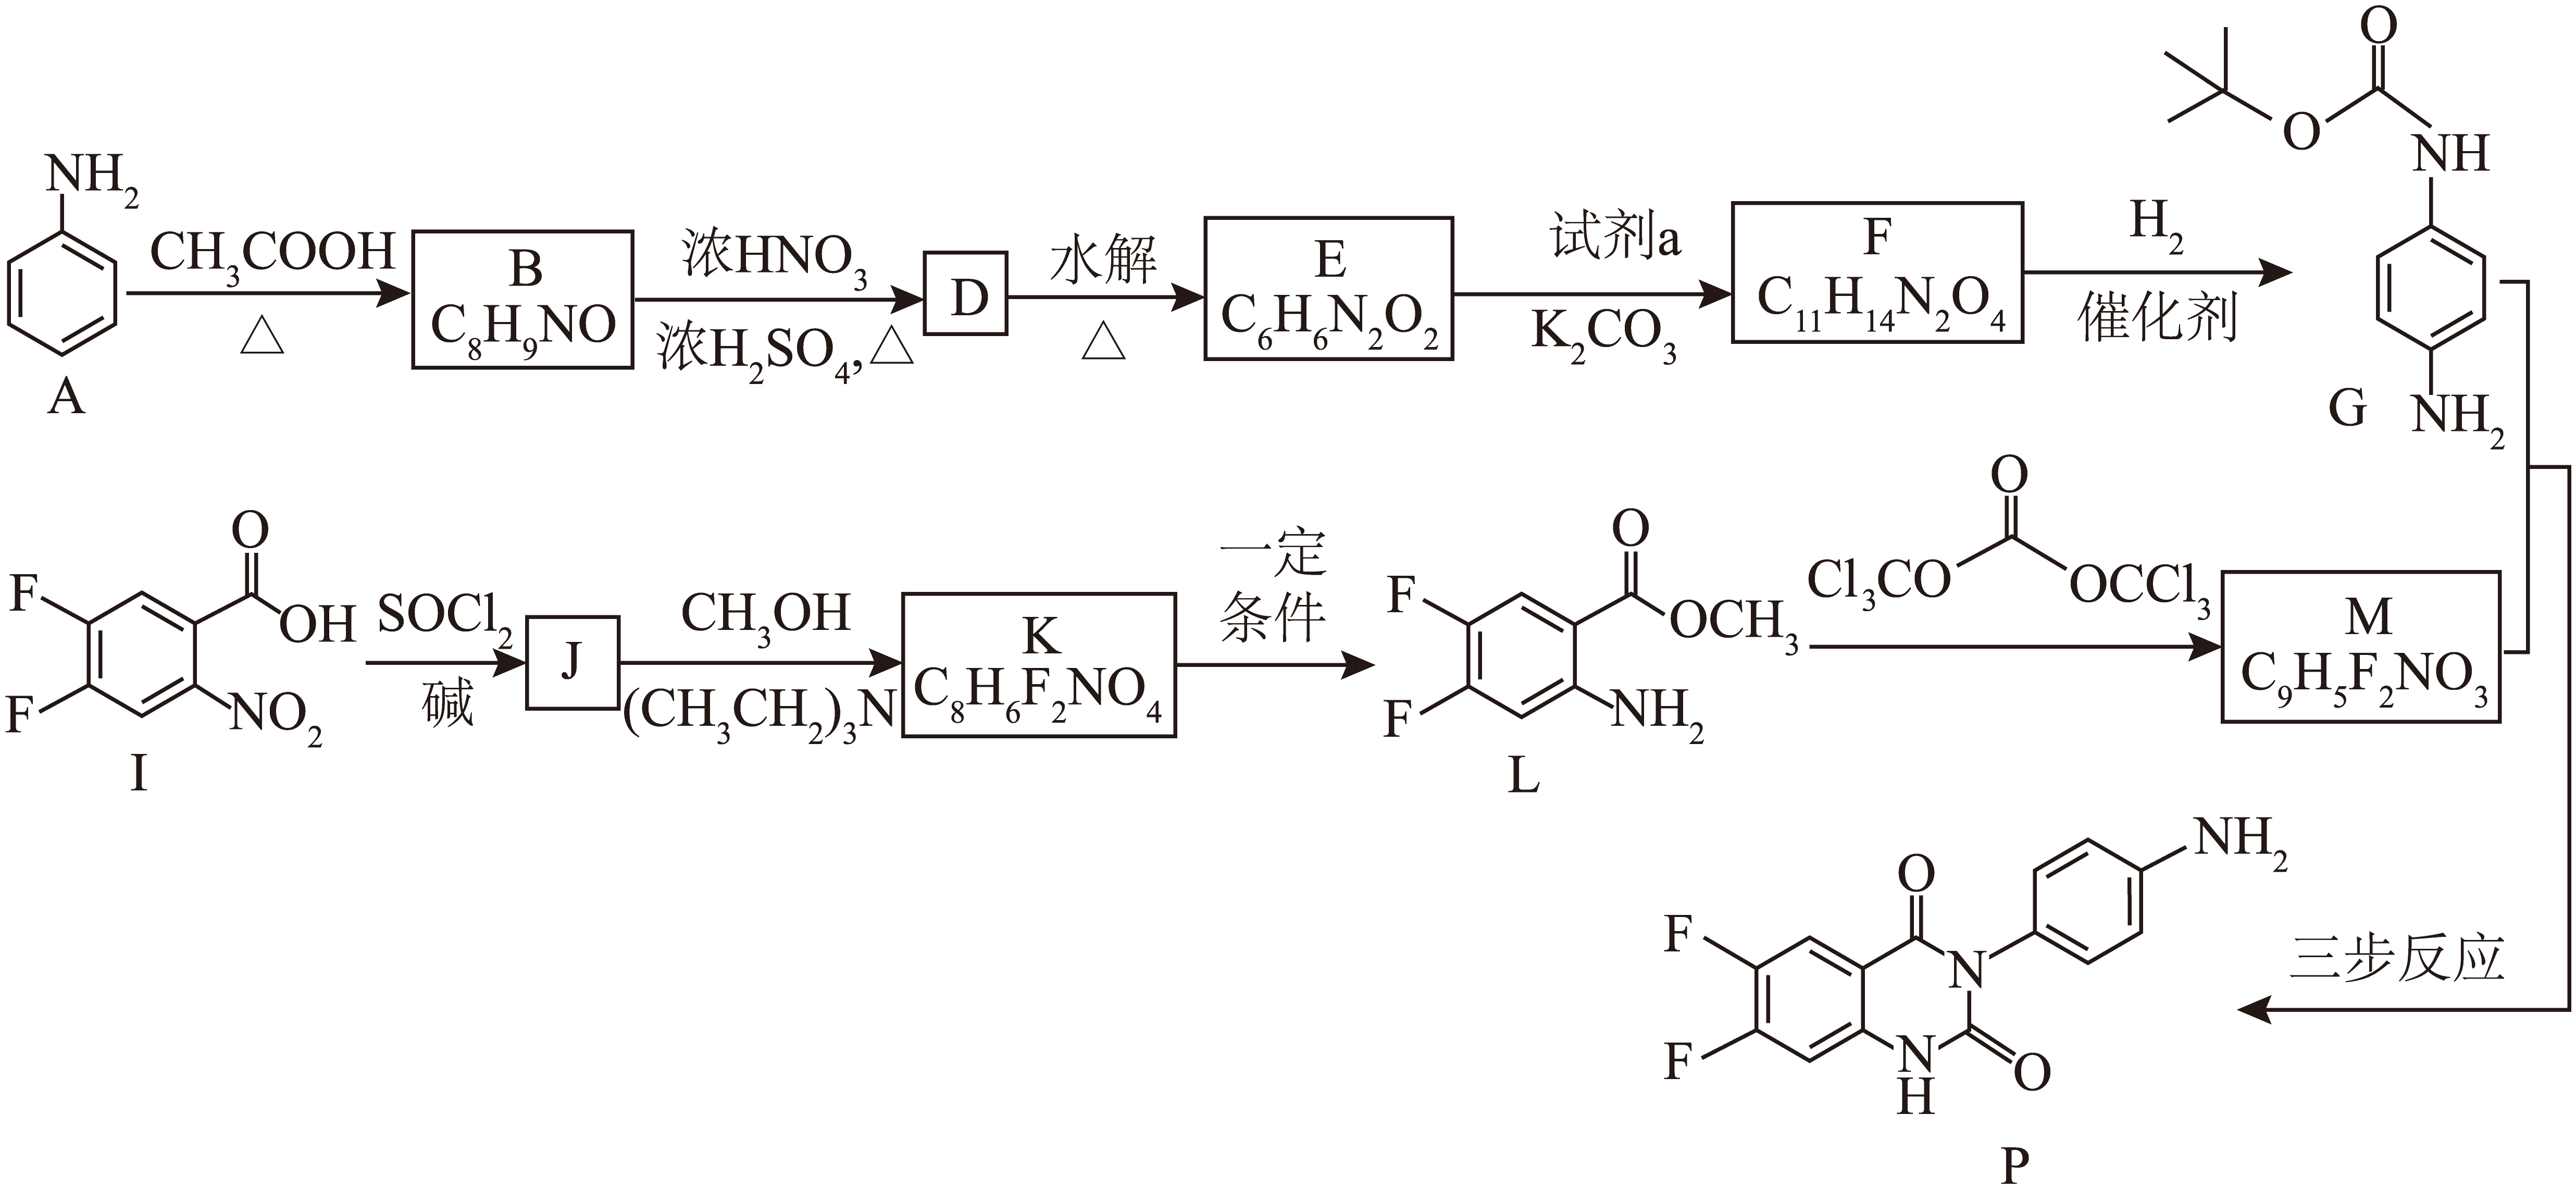 NH₂
A
CH₃COOH
△
B
C₈H₉NO
浓HNO₃
浓H₂SO₄,△
D
水解
△
E
C₆H₆N₂O₂
试剂a
K₂CO₃
F
C₁₁H₁₄N₂O₄
H₂
催化剂
O
O
NH
G
NH₂
F
F
O
OH
NO₂
I
SOCl₂
碱
J
CH₃OH
(CH₃CH₂)₃N
K
C₈H₆F₂NO₄
一定
条件
F
F
O
OCH₃
NH₂
L
O
Cl₃CO
OCCl₃
M
C₉H₅F₂NO₃
三步反应
NH₂
O
F
N
F
N
H
O
P